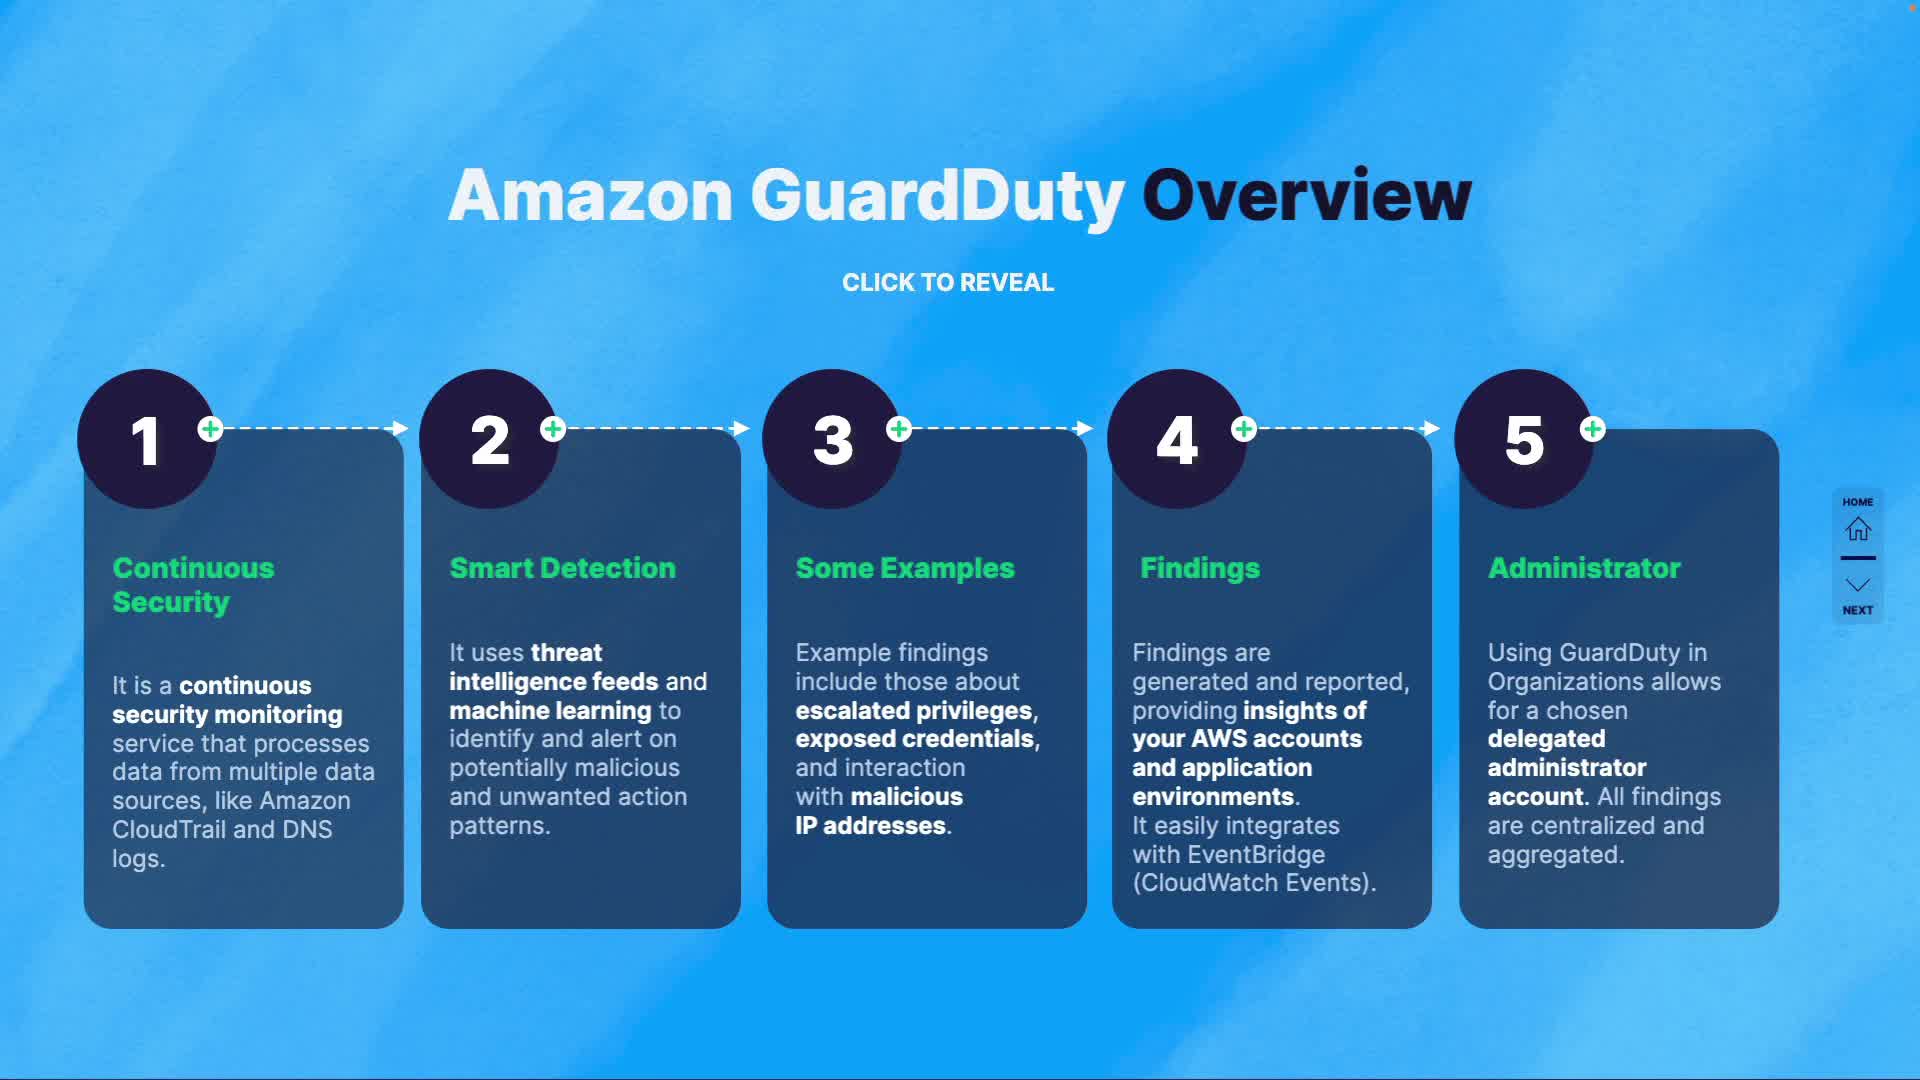 Amazon GuardDuty Overview
CLICK TO REVEAL
1
Continuous
Security
It is a continuous
security monitoring
service that processes
data from multiple data
sources, like Amazon
CloudTrail and DNS
logs.
2
Smart Detection
It uses threat
intelligence feeds and
machine learning to
identify and alert on
potentially malicious
and unwanted action
patterns.
3
Some Examples
Example findings
include those about
escalated privileges,
exposed credentials,
and interaction
with malicious
IP addresses.
4
Findings
Findings are
generated and reported,
providing insights of
your AWS accounts
and application
environments.
It easily integrates
with EventBridge
(CloudWatch Events).
5
Administrator
Using GuardDuty in
Organizations allows
for a chosen
delegated
administrator
account. All findings
are centralized and
aggregated.
HOME
NEXT